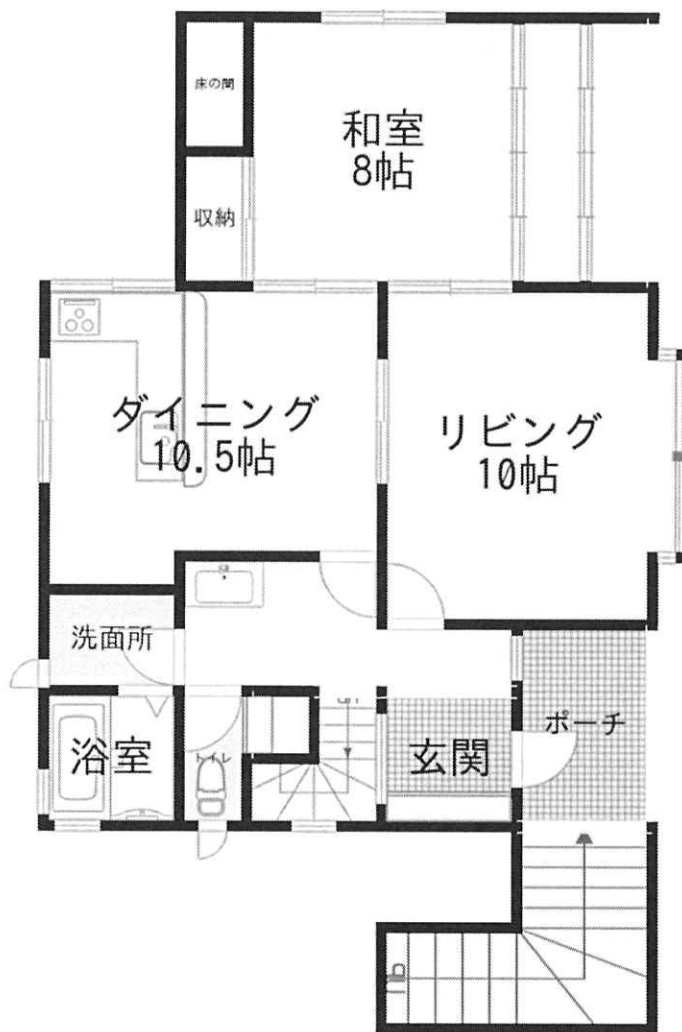 床の間
和室
8帖
収納
ダイニング
10.5帖
リビング
10帖
洗面所
浴室
トイレ
玄関
ポーチ
UP